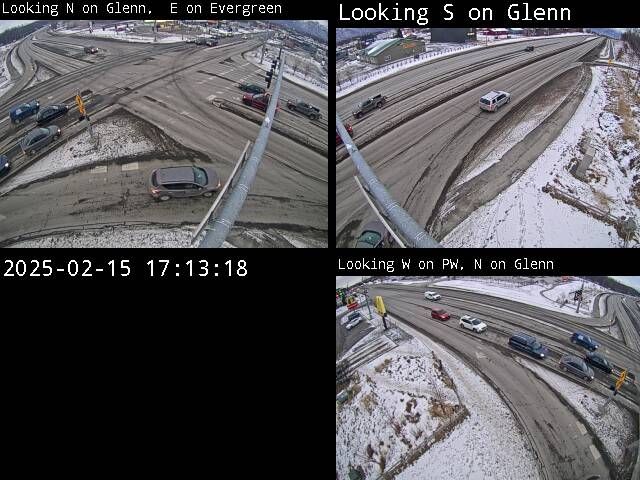 Looking N on Glenn,  E on Evergreen
Looking S on Glenn
2025-02-15 17:13:18
Looking W on PW, N on Glenn